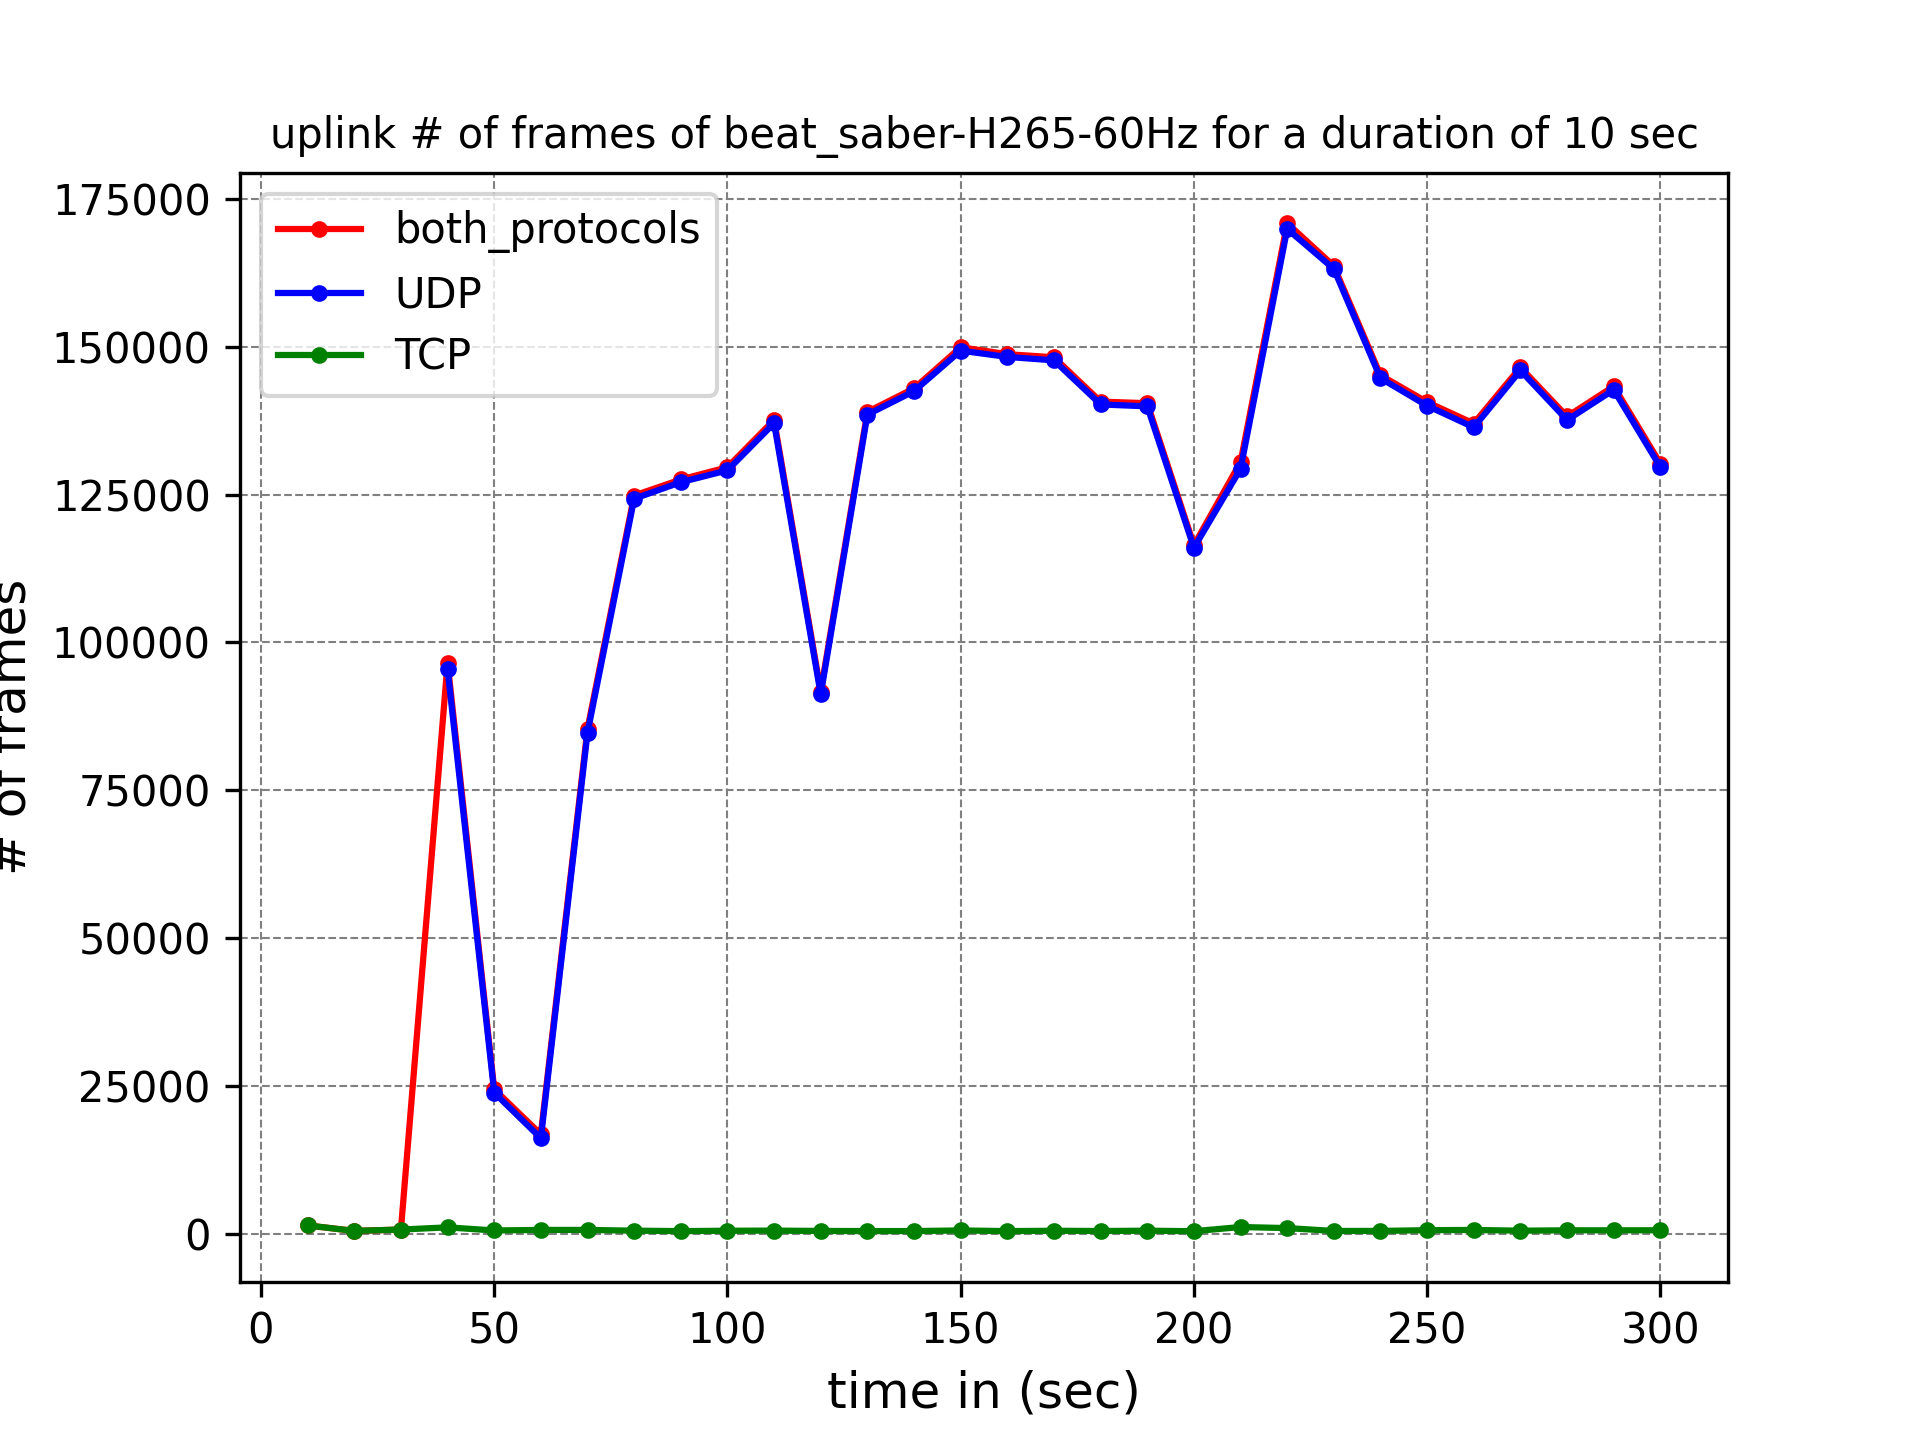 uplink # of frames of beat_saber-H265-60Hz for a duration of 10 sec
175000
150000
125000
100000
75000
50000
25000
0
# of frames
both_protocols
UDP
TCP
0 50 100 150 200 250 300
time in (sec)